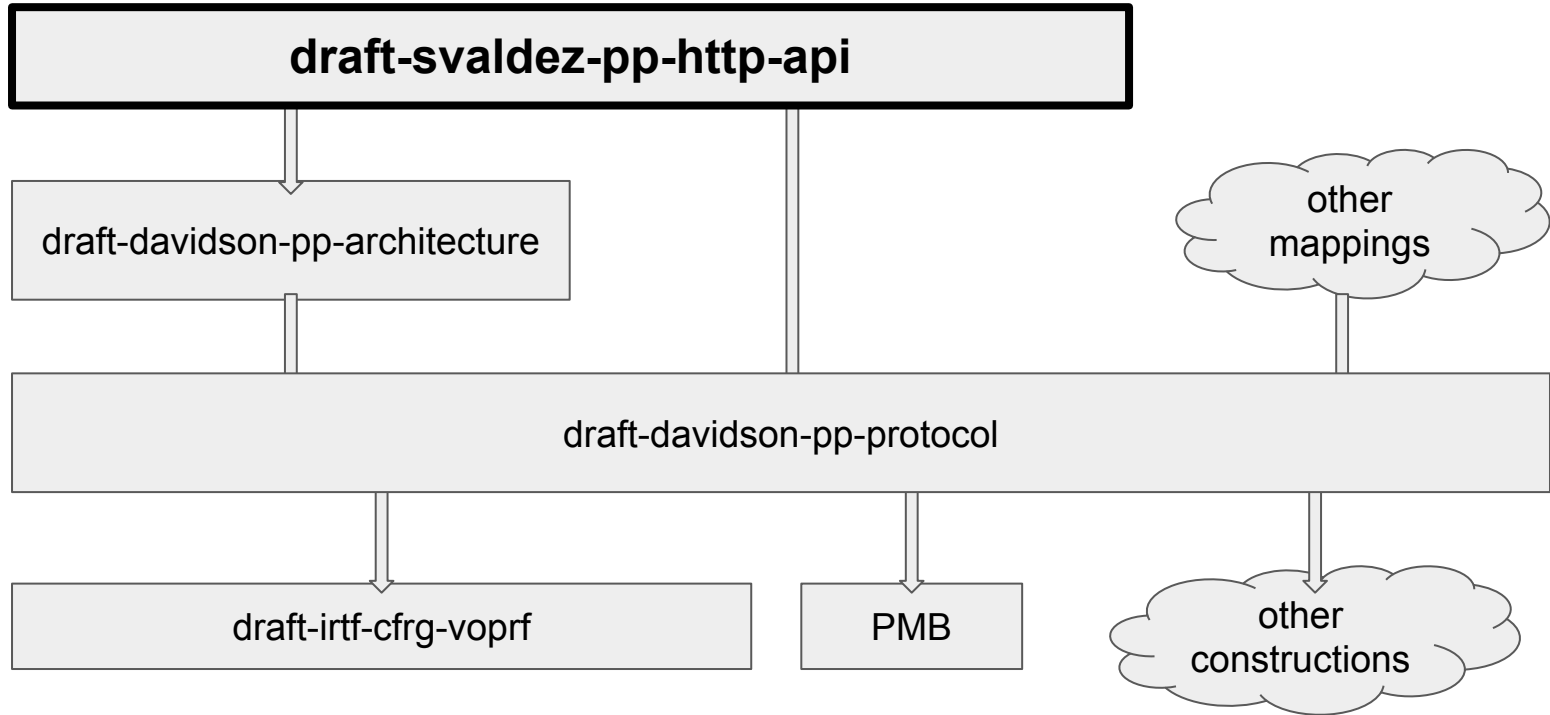 draft-svaldez-pp-http-api
draft-davidson-pp-architecture
other
mappings
draft-davidson-pp-protocol
draft-irtf-cfrg-voprf
PMB
other
constructions